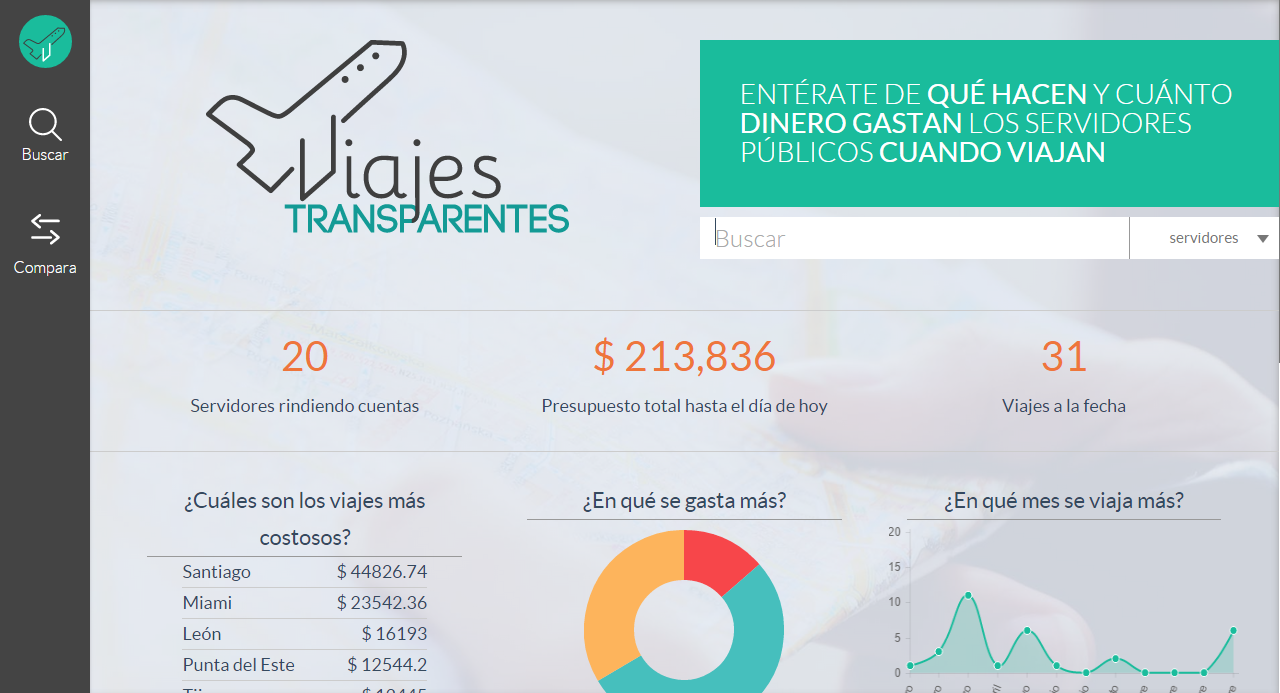 Buscar
Compara
Viajes
TRANSPARENTES
ENTÉRATE DE QUÉ HACEN Y CUÁNTO
DINERO GASTAN LOS SERVIDORES
PÚBLICOS CUANDO VIAJAN
Buscar
servidores
20
Servidores rindiendo cuentas
$ 213,836
Presupuesto total hasta el día de hoy
31
Viajes a la fecha
¿Cuáles son los viajes más
costosos?
Santiago $ 44826.74
Miami $ 23542.36
León $ 16193
Punta del Este $ 12544.2
¿En qué se gasta más?
¿En qué mes se viaja más?
20
15
10
5
0